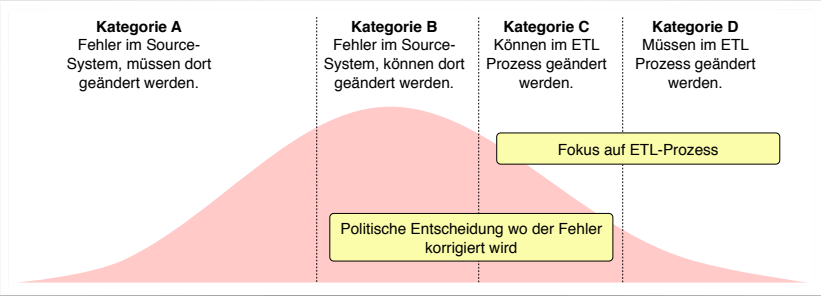 Kategorie A
Fehler im Source-
System, müssen dort
geändert werden.
Kategorie B
Fehler im Source-
System, können dort
geändert werden.
Kategorie C
Können im ETL
Prozess geändert
werden.
Kategorie D
Müssen im ETL
Prozess geändert
werden.
Fokus auf ETL-Prozess
Politische Entscheidung wo der Fehler
korrigiert wird